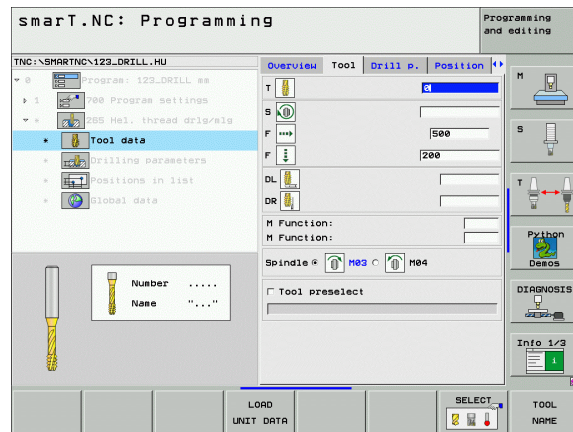 smarT.NC: Programming
Programming
and editing
TNC:\SMARTNC\123_DRILL.HU
0 Program: 123_DRILL mm
1 700 Program settings
* 265 Hel. thread drlg/mlg
* Tool data
* Drilling parameters
* Positions in list
* Global data
Number .....
Name "..."
Overview Tool Drill p. Position
T 0
S
F 500
F 200
DL
DR
M Function:
M Function:
Spindle M03 M04
Tool preselect
M
S
T
Python
Demos
DIAGNOSIS
Info 1/3
LOAD
UNIT DATA
SELECT
TOOL
NAME